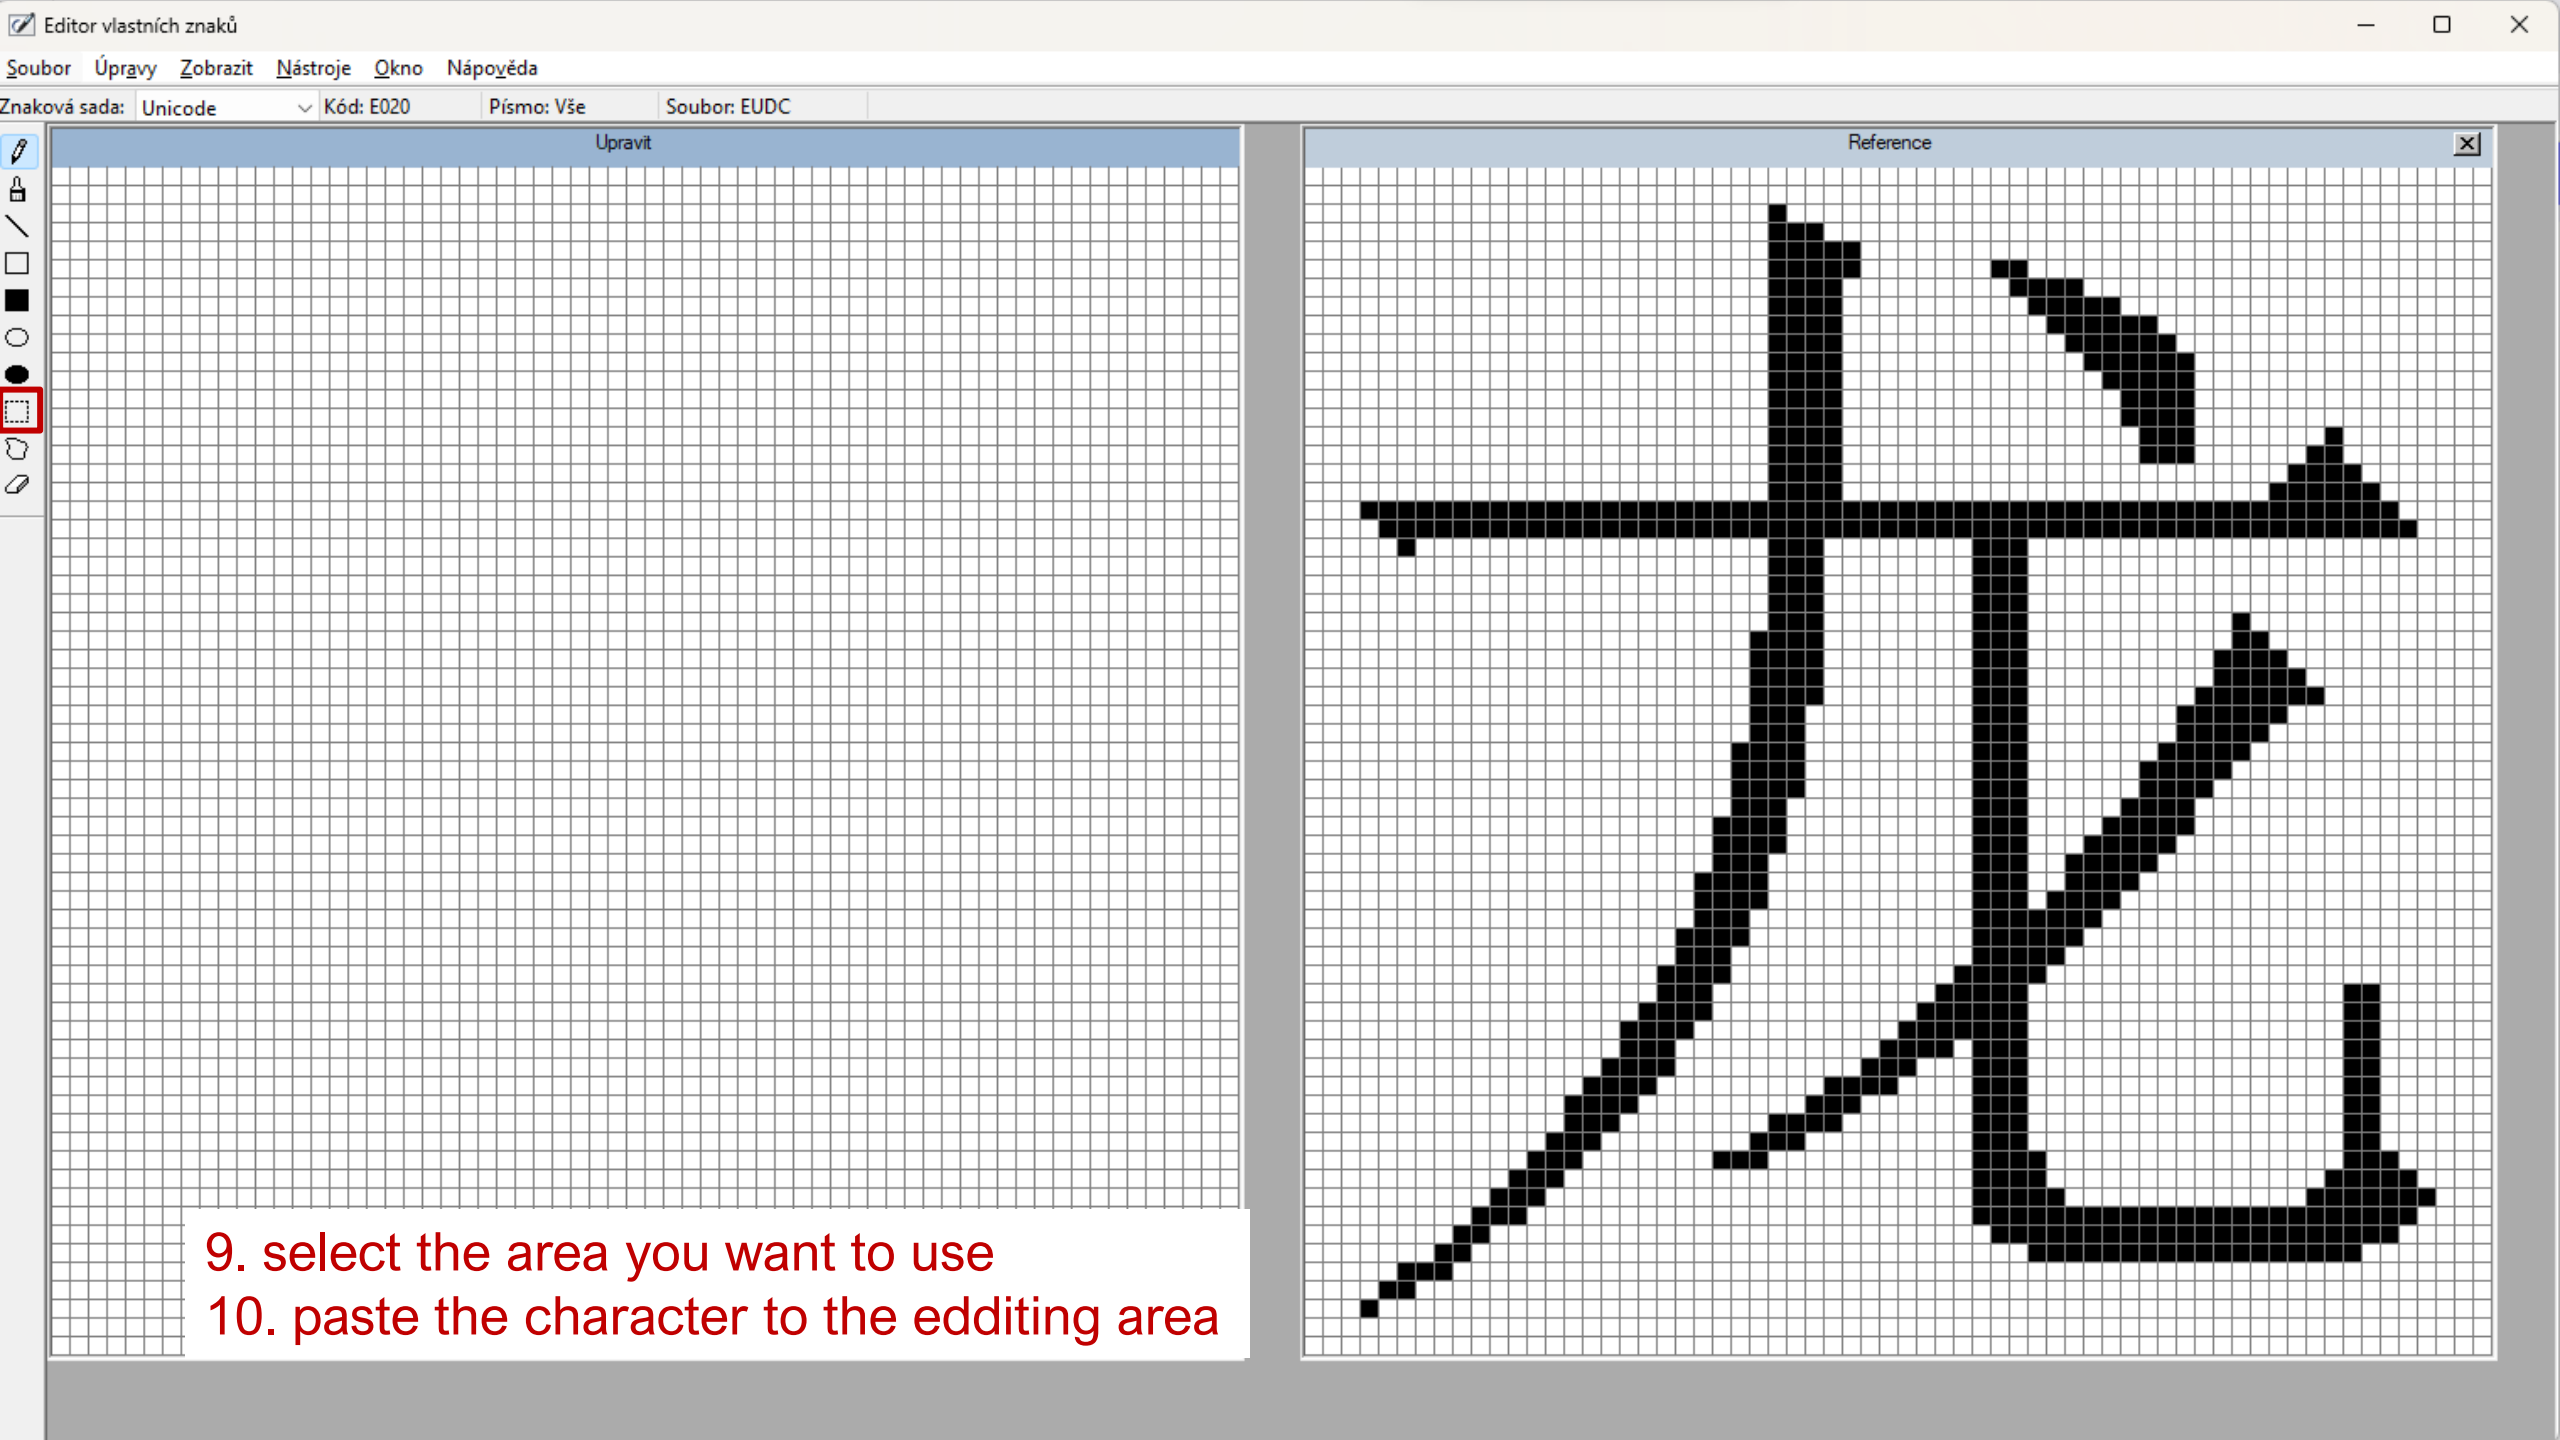 Editor vlastních znaků
Soubor Úpravy Zobrazit Nástroje Okno Nápověda
Znaková sada: Unicode Kód: E020 Písmo: Vše Soubor: EUDC
Upravit
Reference
龙
9. select the area you want to use
10. paste the character to the edditing area